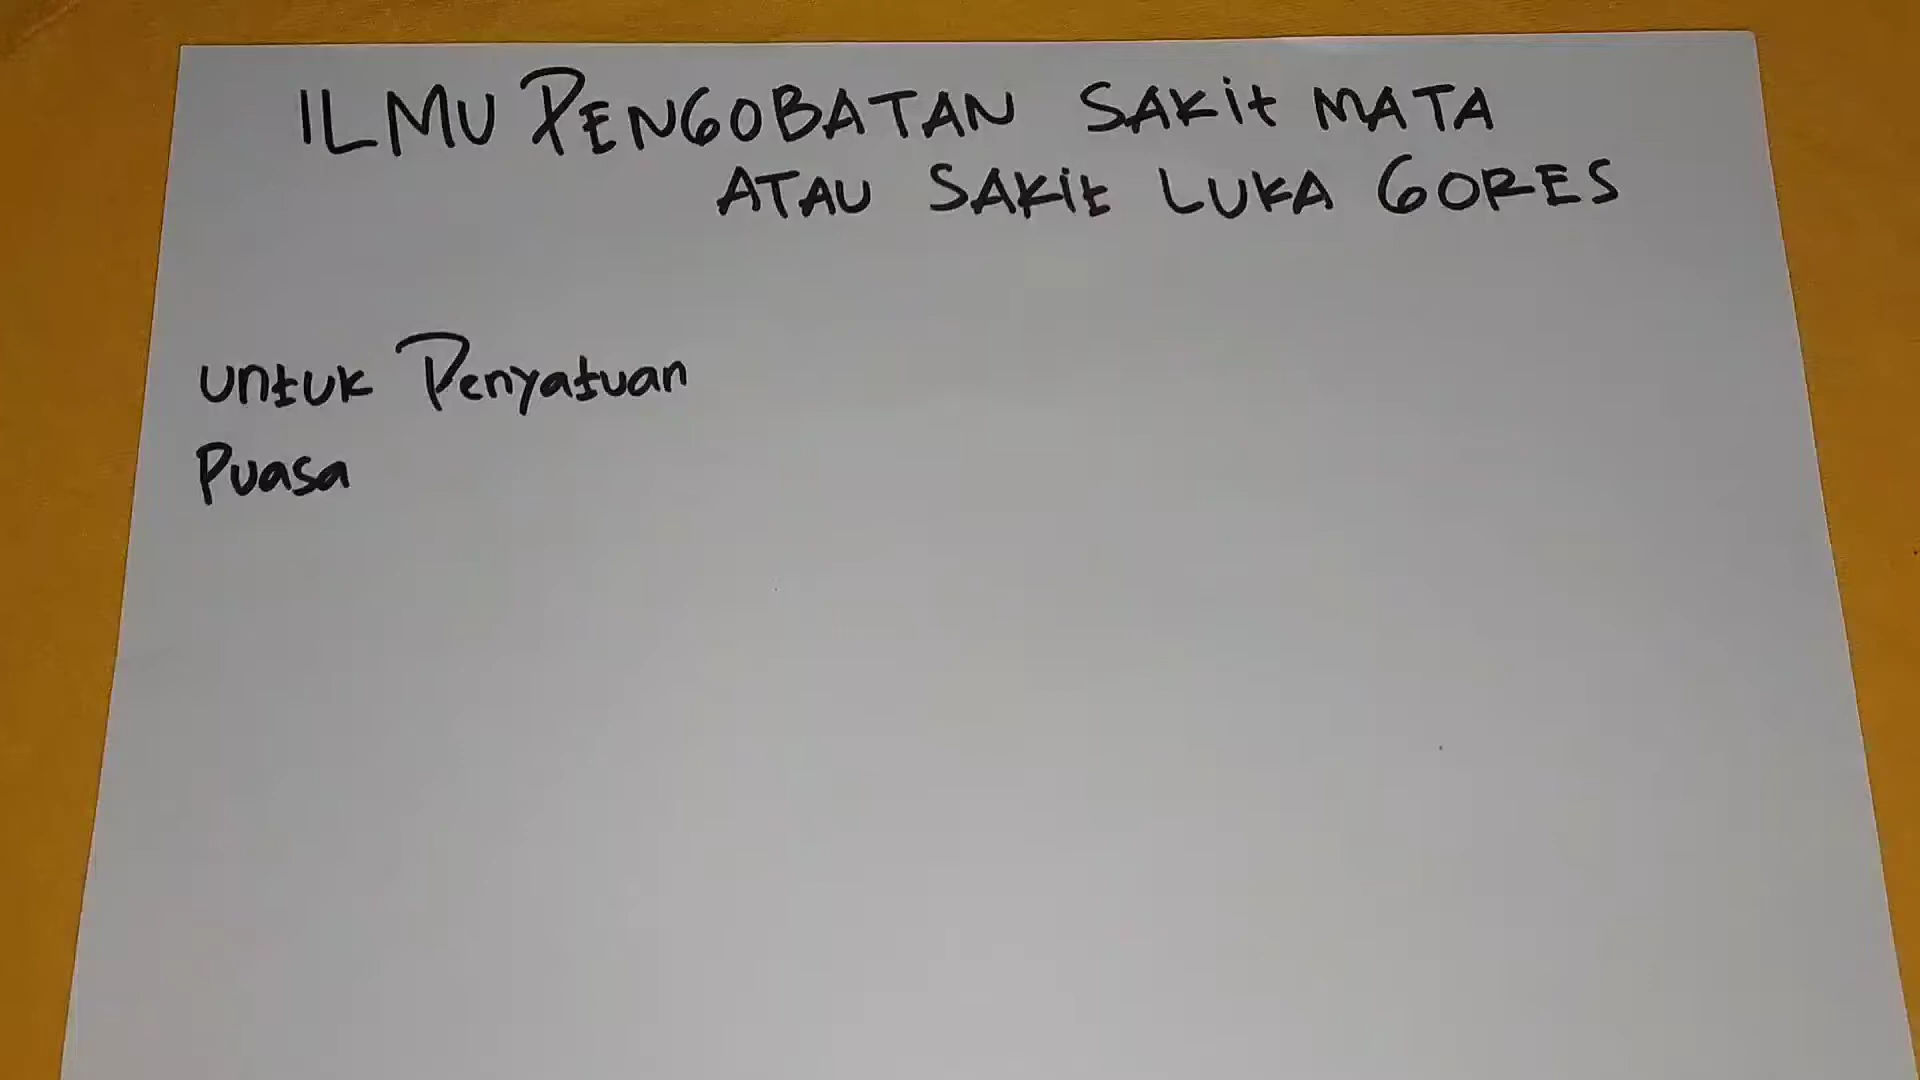 ILMU PENGOBATAN SAKit MATA
ATAU SAKit LUKA GORES
untuk Penyatuan
Puasa